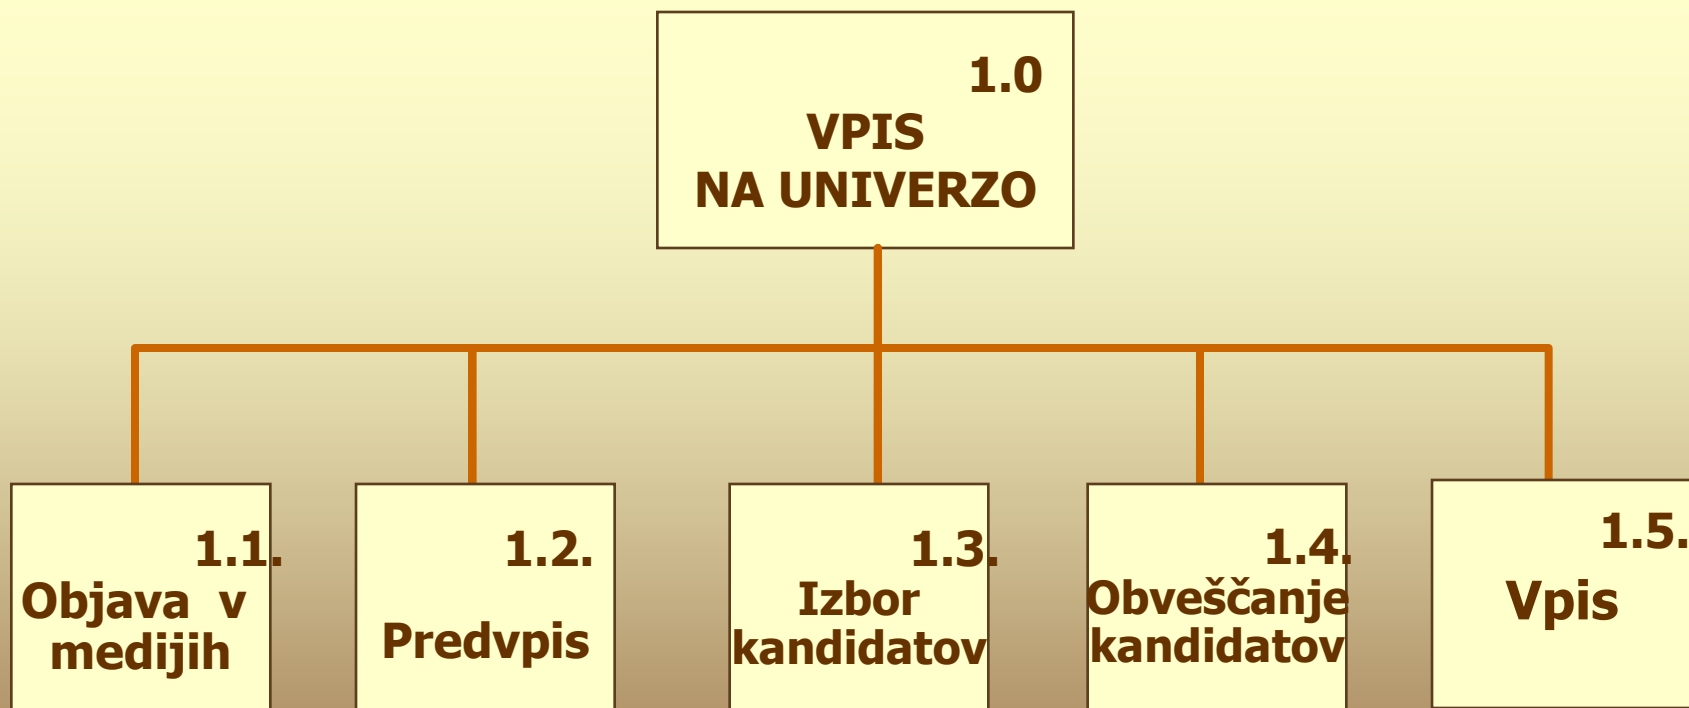 1.0
VPIS
NA UNIVERZO
1.1.
Objava v
medijih
1.2.
Predvpis
1.3.
Izbor
kandidatov
1.4.
Obveščanje
kandidatov
1.5.
Vpis